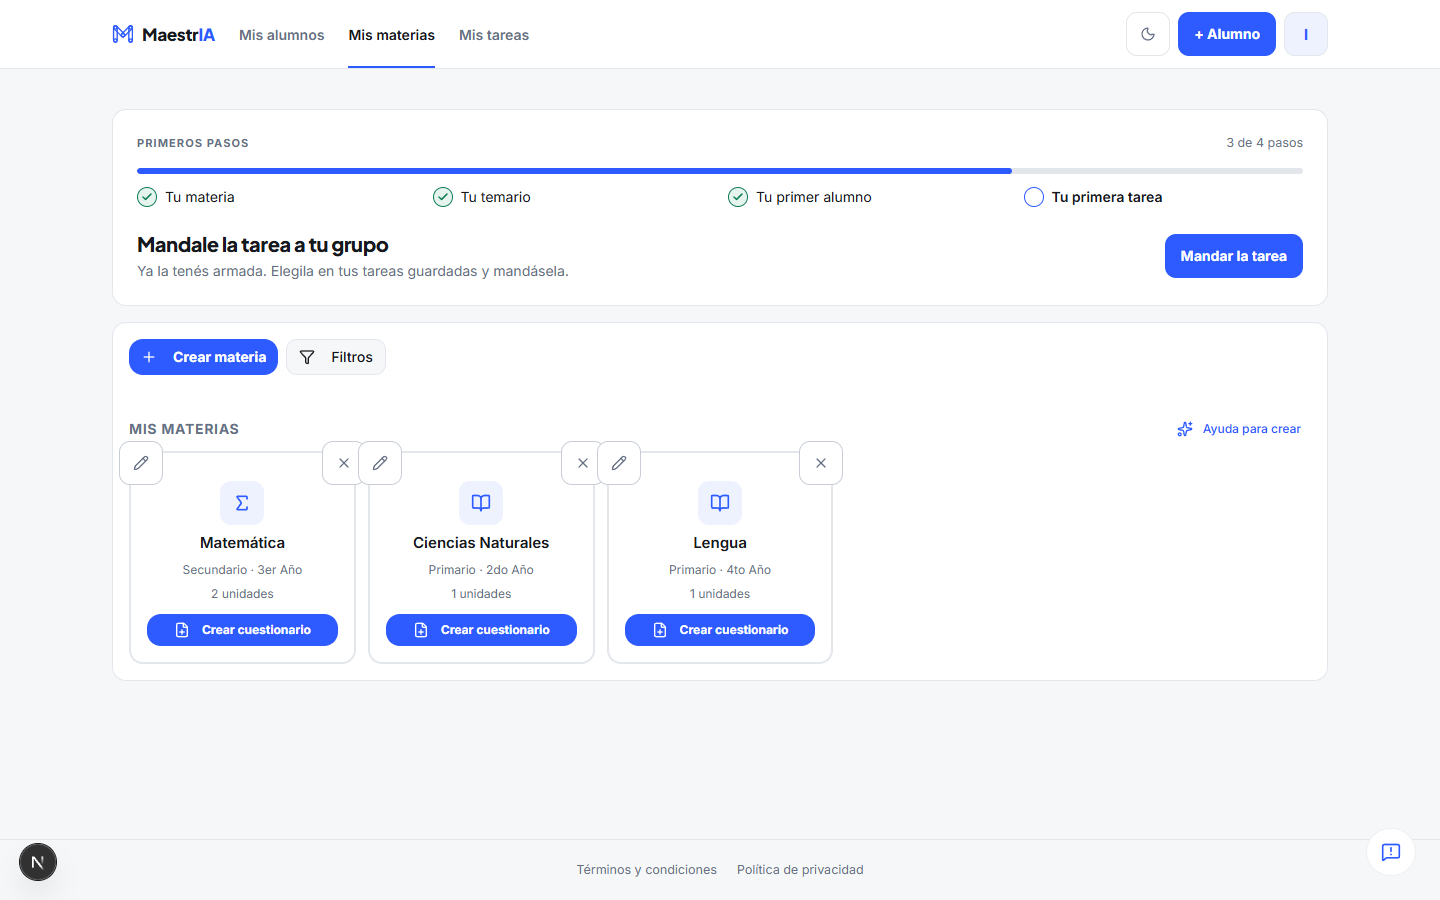 MaestrIA
Mis alumnos
Mis materias
Mis tareas
+ Alumno
I
PRIMEROS PASOS
3 de 4 pasos
Tu materia
Tu temario
Tu primer alumno
Tu primera tarea
Mandale la tarea a tu grupo
Ya la tenés armada. Elegila en tus tareas guardadas y mandásela.
Mandar la tarea
Crear materia
Filtros
MIS MATERIAS
Ayuda para crear
Matemática
Secundario · 3er Año
2 unidades
Crear cuestionario
Ciencias Naturales
Primario · 2do Año
1 unidades
Crear cuestionario
Lengua
Primario · 4to Año
1 unidades
Crear cuestionario
N
Términos y condiciones
Política de privacidad